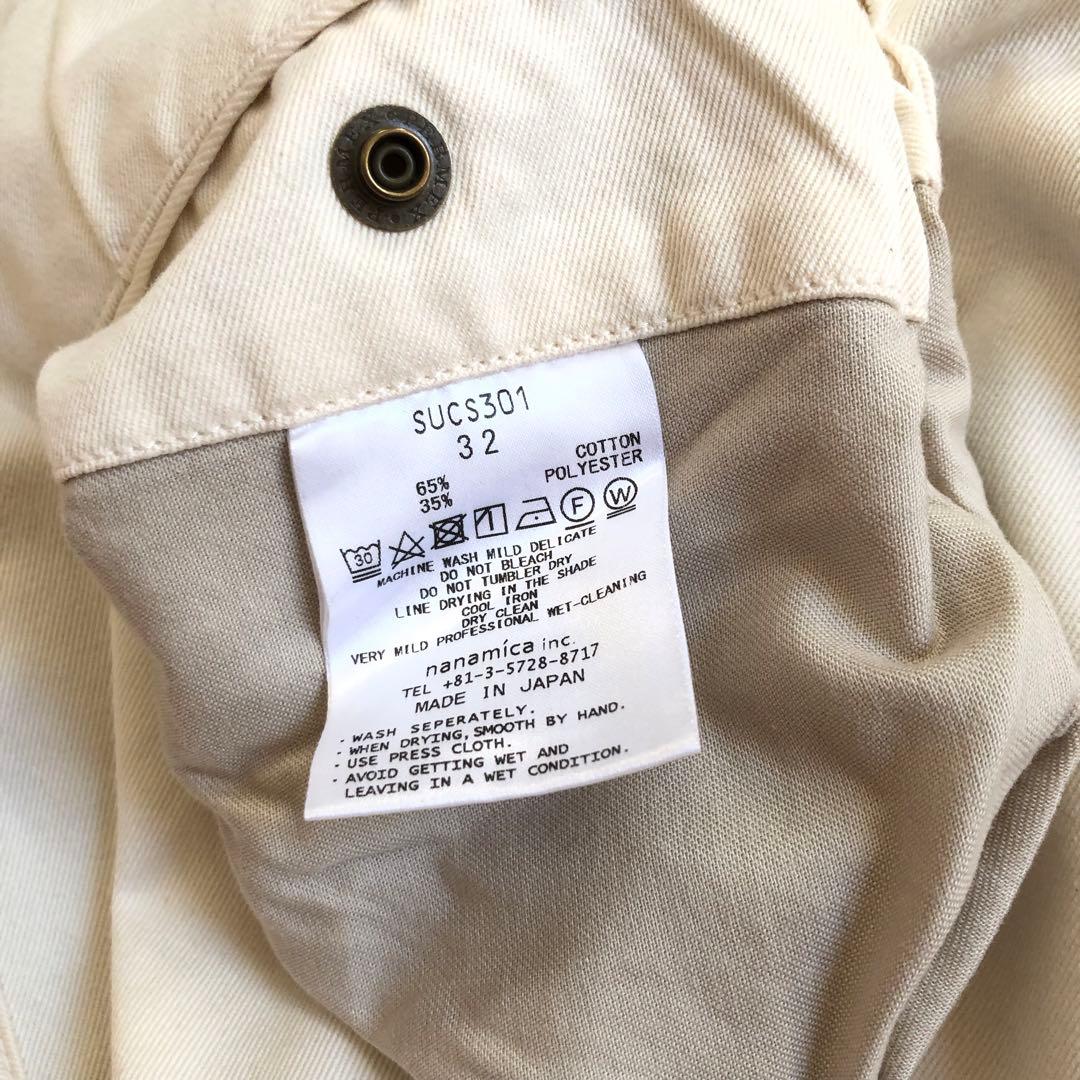 PERMEX PERMEX
SUCS301
32
65% COTTON
35% POLYESTER
30 F W
MACHINE WASH MILD DELICATE
DO NOT BLEACH
DO NOT TUMBLER DRY
LINE DRYING IN THE SHADE
COOL IRON
DRY CLEAN
VERY MILD PROFESSIONAL WET-CLEANING
nanamica inc.
TEL +81-3-5728-8717
MADE IN JAPAN
· WASH SEPERATELY.
· WHEN DRYING, SMOOTH BY HAND.
· USE PRESS CLOTH.
· AVOID GETTING WET AND
LEAVING IN A WET CONDITION.